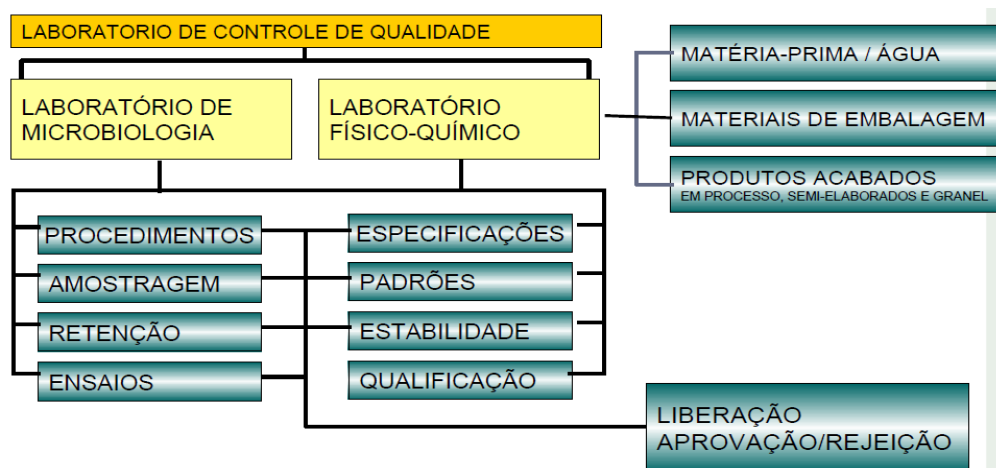 LABORATORIO DE CONTROLE DE QUALIDADE
LABORATÓRIO DE
MICROBIOLOGIA
LABORATÓRIO
FÍSICO-QUÍMICO
MATÉRIA-PRIMA / ÁGUA
MATERIAIS DE EMBALAGEM
PRODUTOS ACABADOS
EM PROCESSO, SEMI-ELABORADOS E GRANEL
PROCEDIMENTOS
AMOSTRAGEM
RETENÇÃO
ENSAIOS
ESPECIFICAÇÕES
PADRÕES
ESTABILIDADE
QUALIFICAÇÃO
LIBERAÇÃO
APROVAÇÃO/REJEIÇÃO